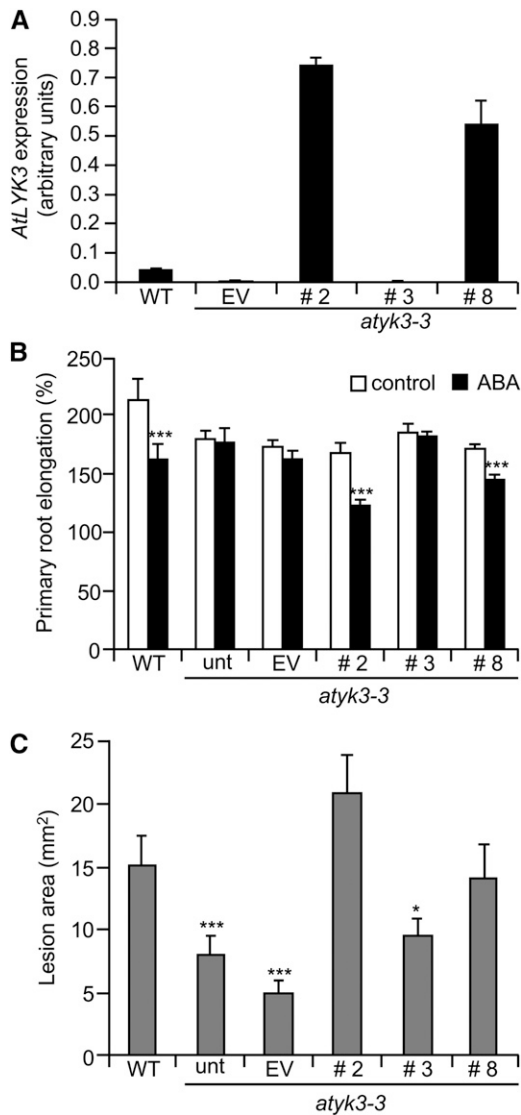 A
AtLYK3 expression
(arbitrary units)
0.9
0.8
0.7
0.6
0.5
0.4
0.3
0.2
0.1
0.0
WT EV # 2 # 3 # 8
atyk3-3
B
Primary root elongation (%)
250
200
150
100
50
0
control ABA
***
***
***
WT unt EV # 2 # 3 # 8
atyk3-3
C
Lesion area (mm²)
25
20
15
10
5
0
***
***
*
WT unt EV # 2 # 3 # 8
atyk3-3